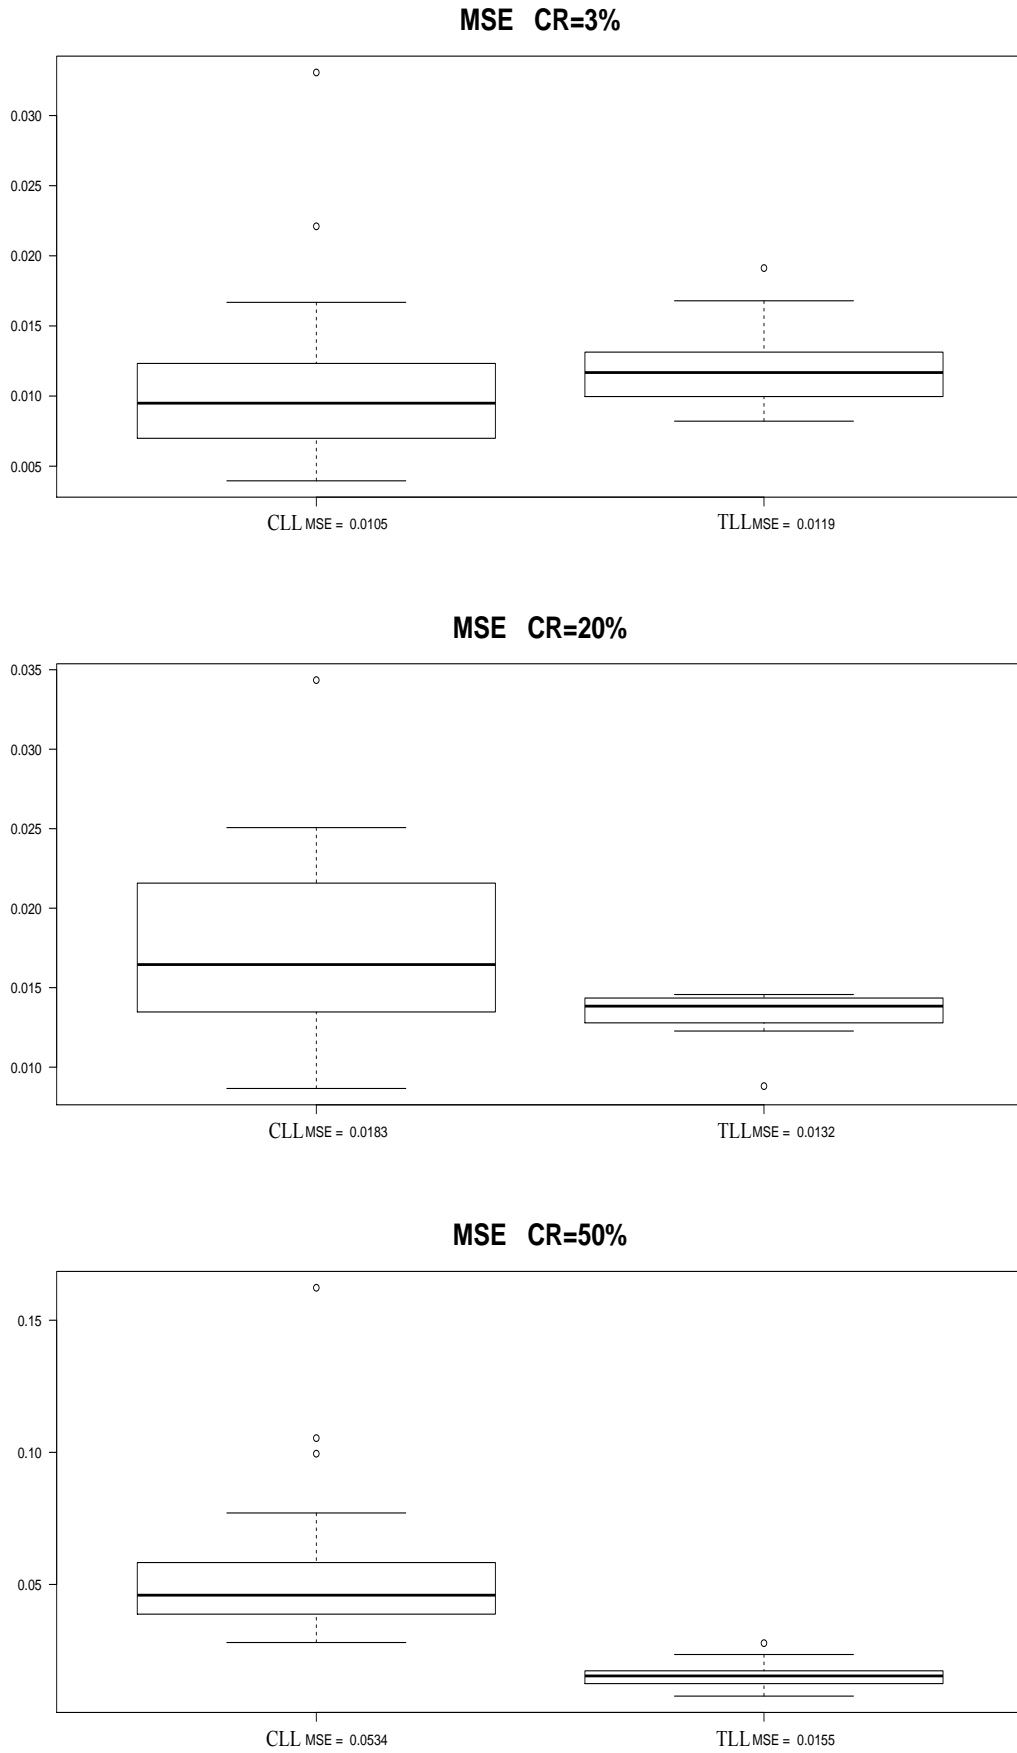 MSE CR=3%
0.030
0.025
0.020
0.015
0.010
0.005
CLL MSE = 0.0105
TLL MSE = 0.0119
MSE CR=20%
0.035
0.030
0.025
0.020
0.015
0.010
CLL MSE = 0.0183
TLL MSE = 0.0132
MSE CR=50%
0.15
0.10
0.05
CLL MSE = 0.0534
TLL MSE = 0.0155